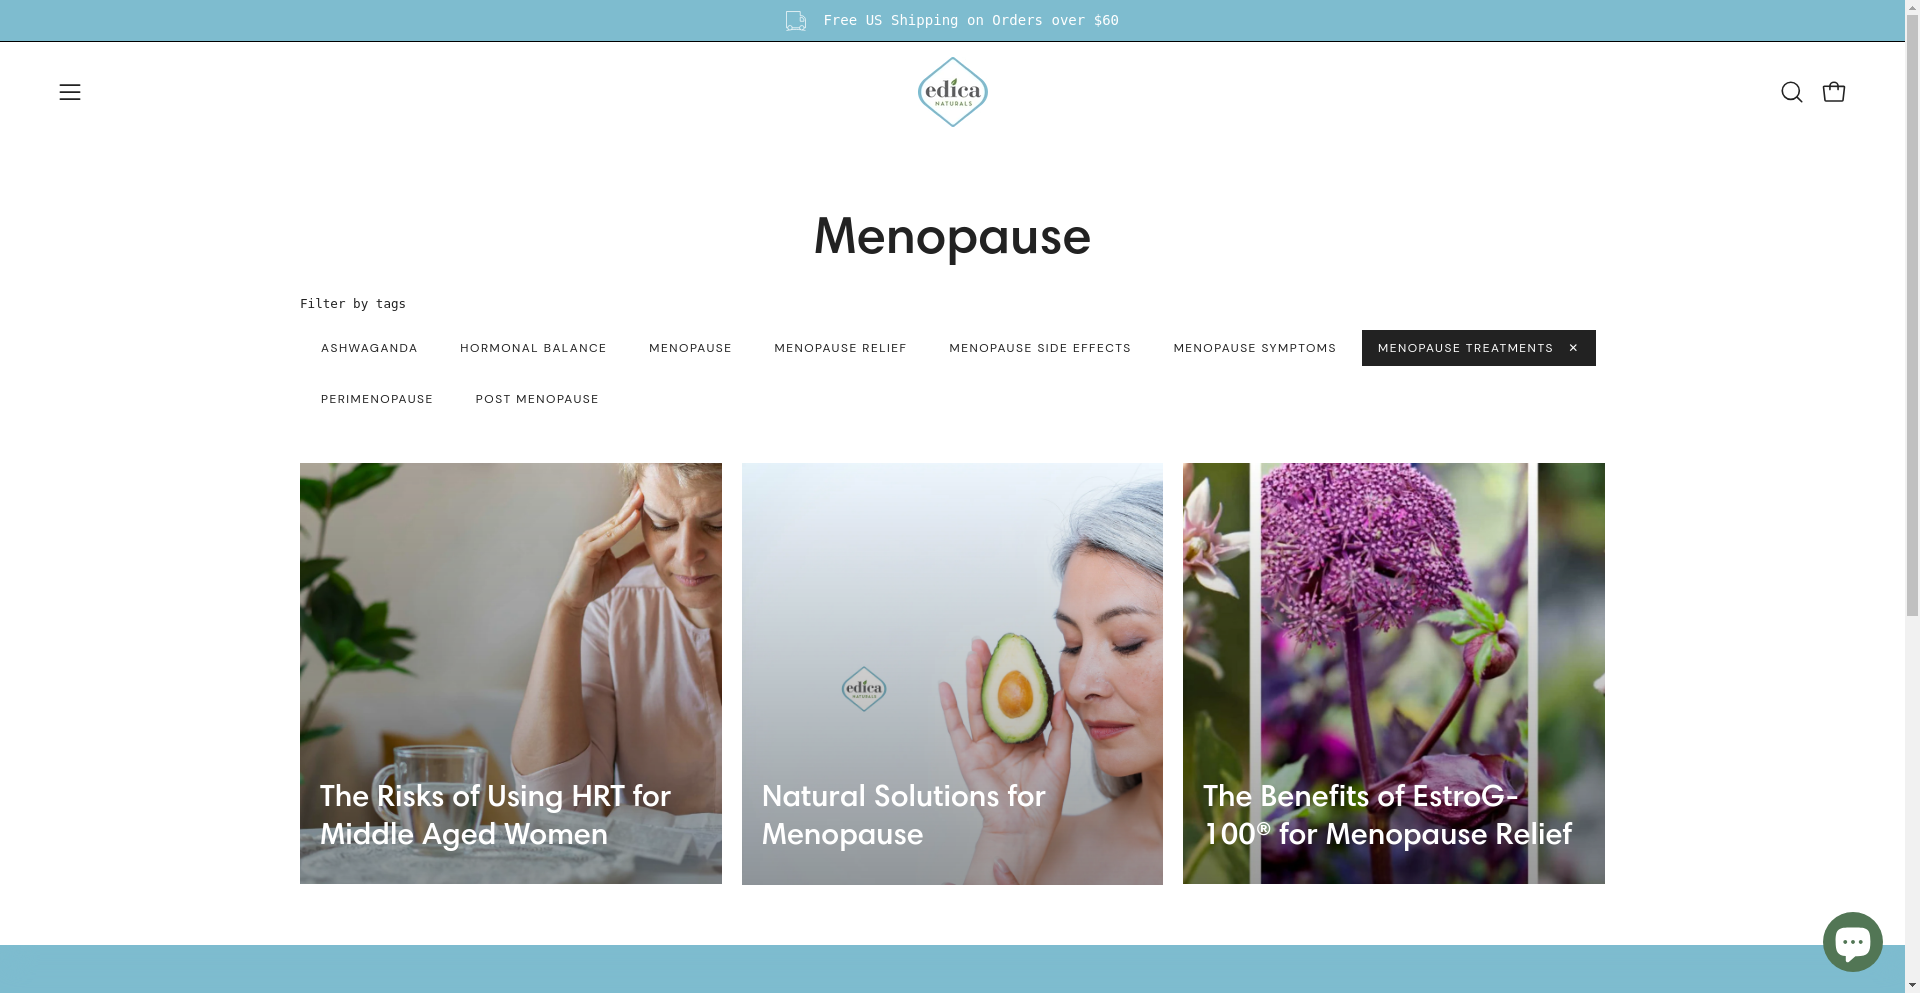 Free US Shipping on Orders over $60
edica
NATURALS
Menopause
Filter by tags
ASHWAGANDA HORMONAL BALANCE MENOPAUSE MENOPAUSE RELIEF MENOPAUSE SIDE EFFECTS MENOPAUSE SYMPTOMS MENOPAUSE TREATMENTS ×
PERIMENOPAUSE POST MENOPAUSE
edica
NATURALS
The Risks of Using HRT for
Middle Aged Women
Natural Solutions for
Menopause
The Benefits of EstroG-
100® for Menopause Relief